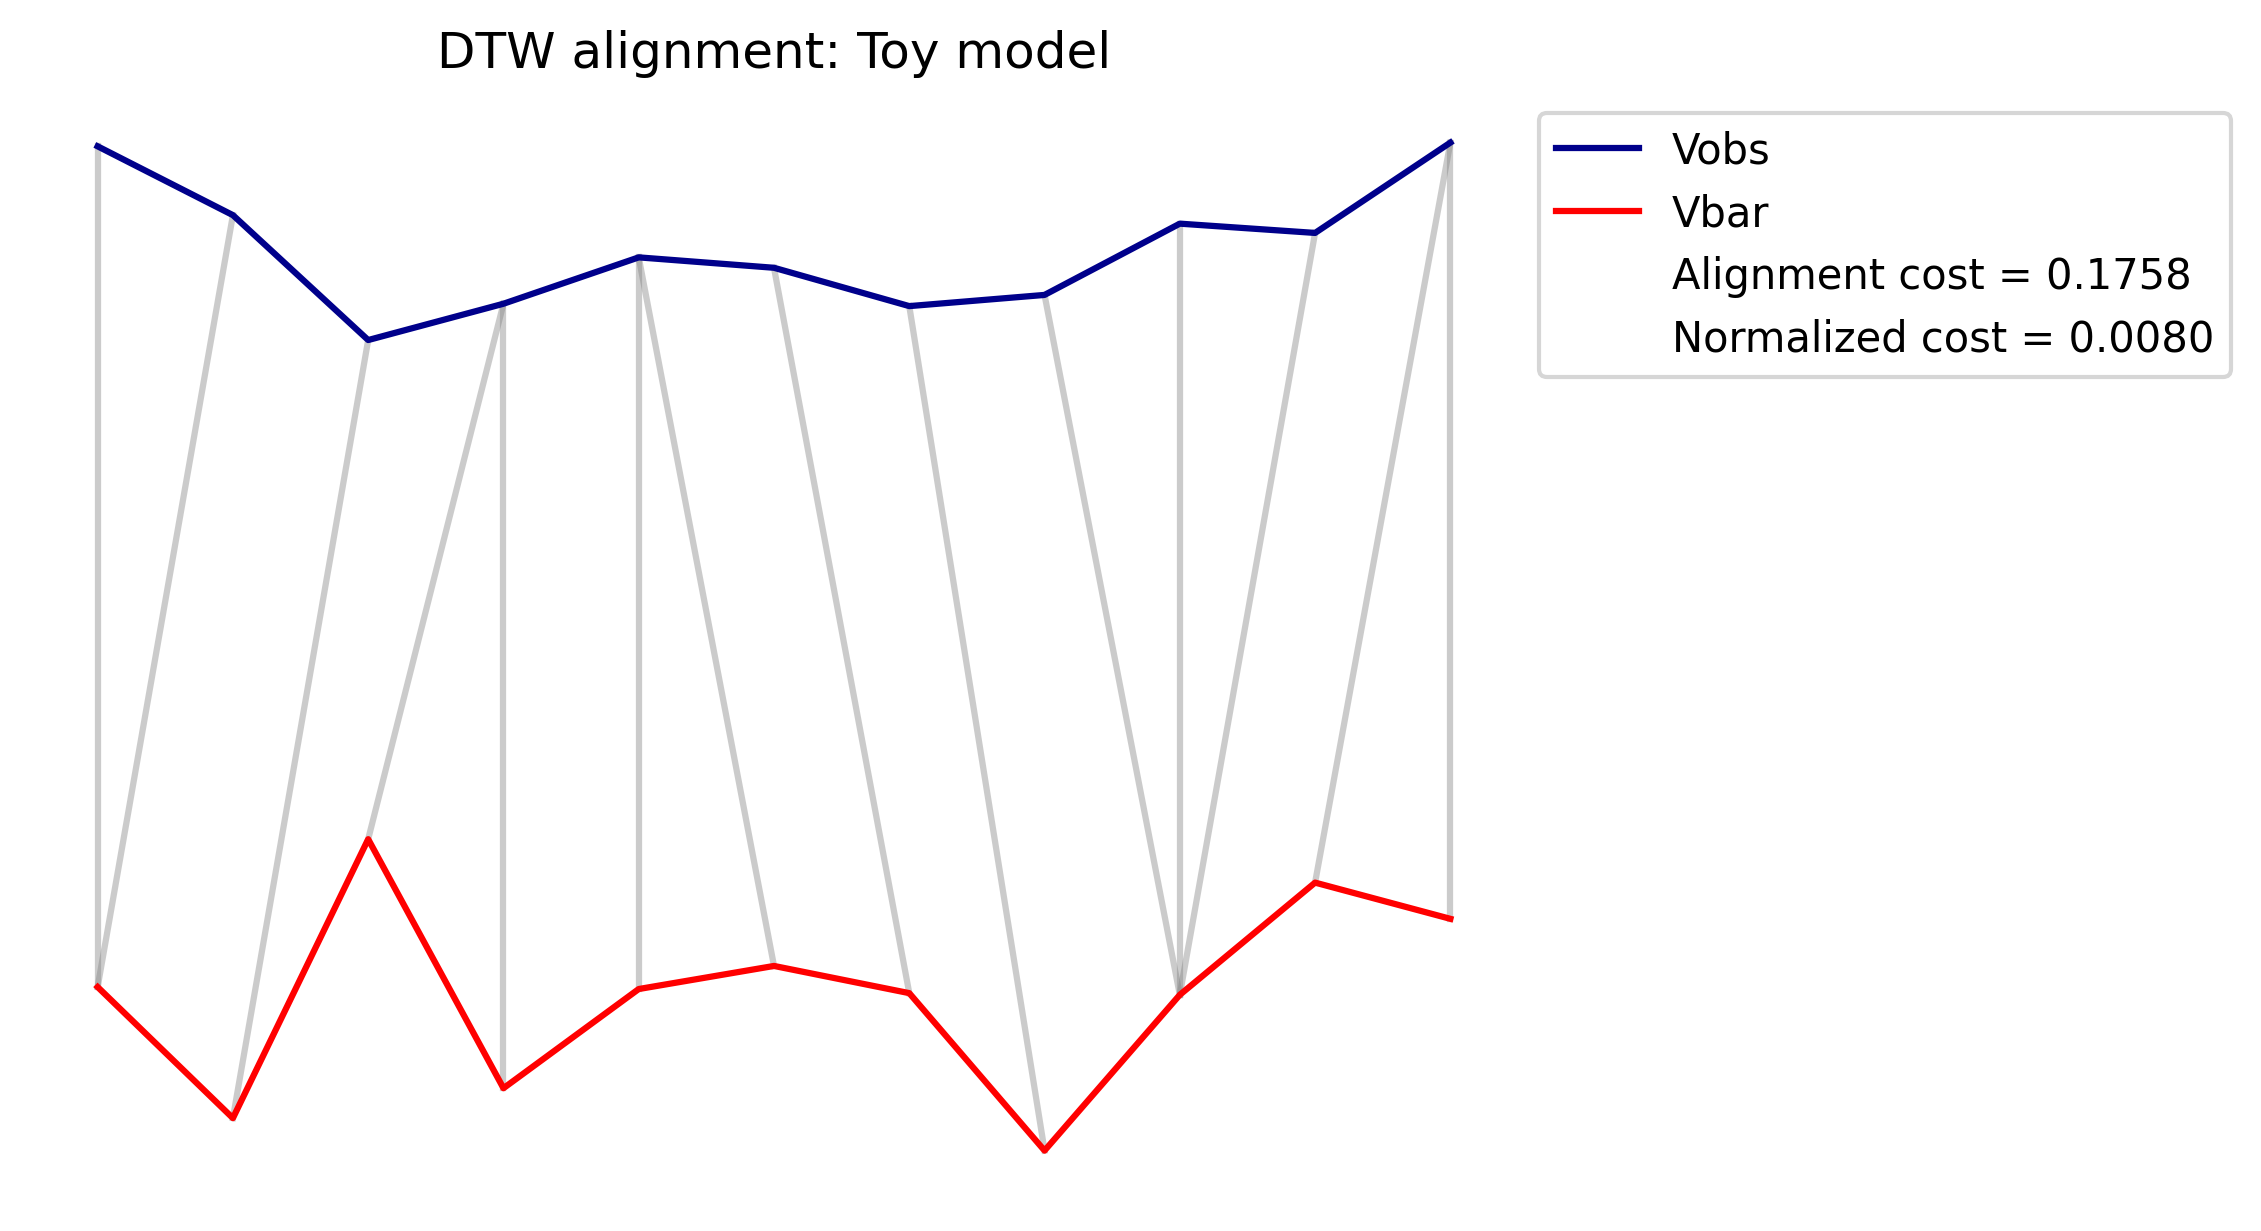 DTW alignment: Toy model
Vobs
Vbar
Alignment cost = 0.1758
Normalized cost = 0.0080